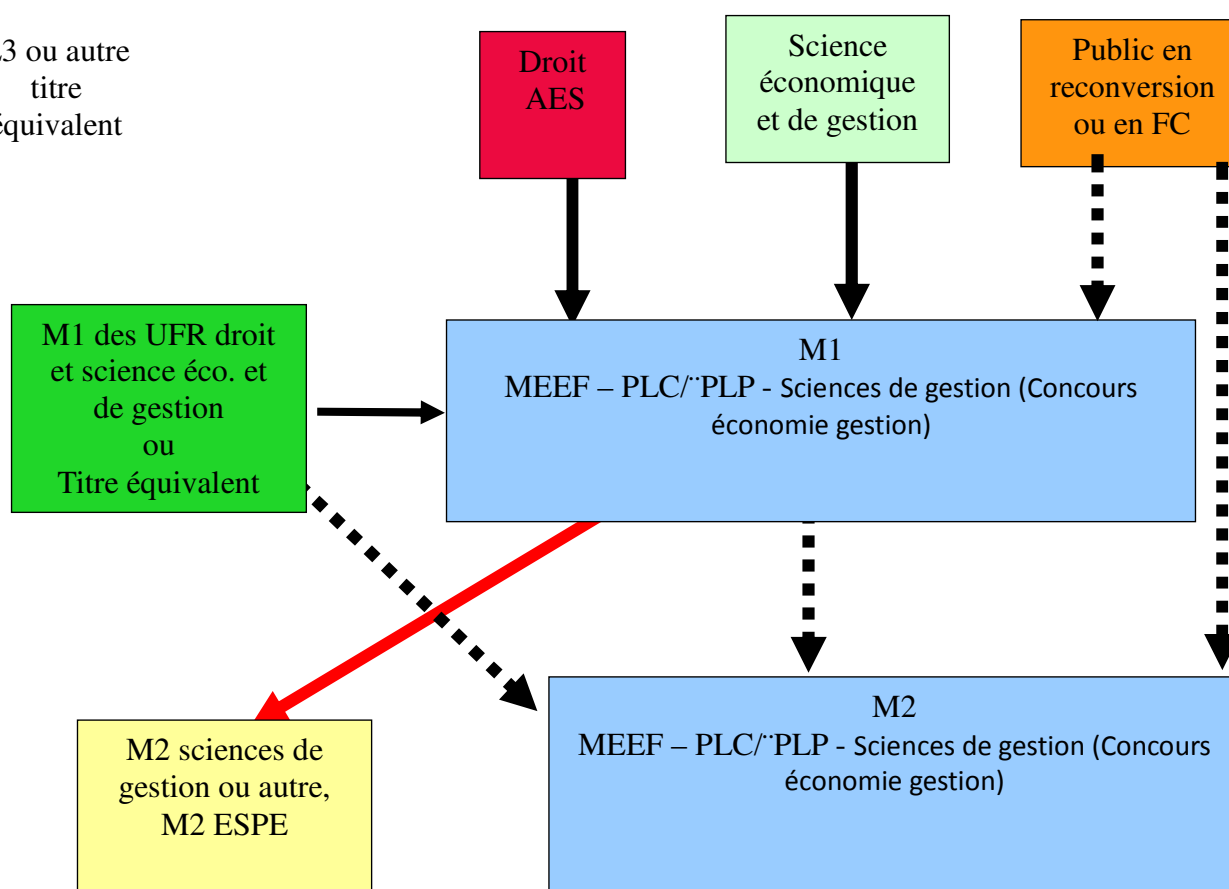 3 ou autre
titre
équivalent
Droit
AES
Science
économique
et de gestion
Public en
reconversion
ou en FC
M1 des UFR droit
et science éco. et
de gestion
ou
Titre équivalent
M1
MEEF – PLC/¨PLP - Sciences de gestion (Concours
économie gestion)
M2 sciences de
gestion ou autre,
M2 ESPE
M2
MEEF – PLC/¨PLP - Sciences de gestion (Concours
économie gestion)